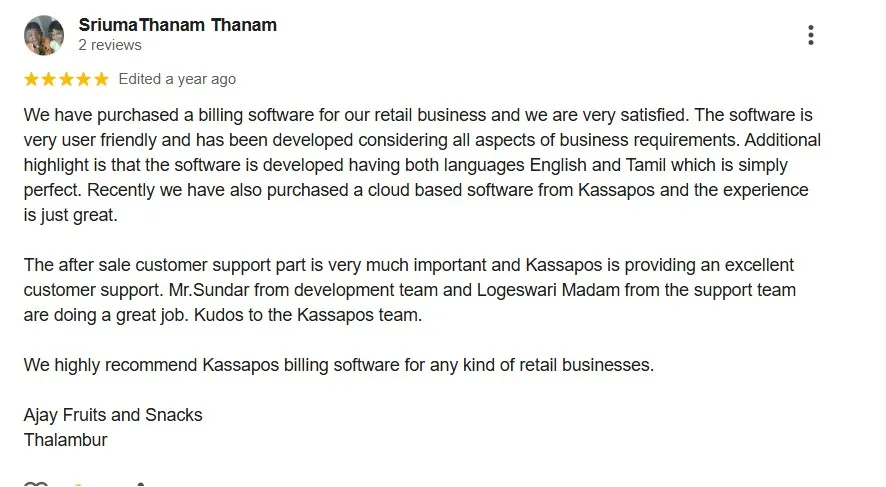 SriumaThanam Thanam
2 reviews
Edited a year ago
We have purchased a billing software for our retail business and we are very satisfied. The software is
very user friendly and has been developed considering all aspects of business requirements. Additional
highlight is that the software is developed having both languages English and Tamil which is simply
perfect. Recently we have also purchased a cloud based software from Kassapos and the experience
is just great.
The after sale customer support part is very much important and Kassapos is providing an excellent
customer support. Mr.Sundar from development team and Logeswari Madam from the support team
are doing a great job. Kudos to the Kassapos team.
We highly recommend Kassapos billing software for any kind of retail businesses.
Ajay Fruits and Snacks
Thalambur